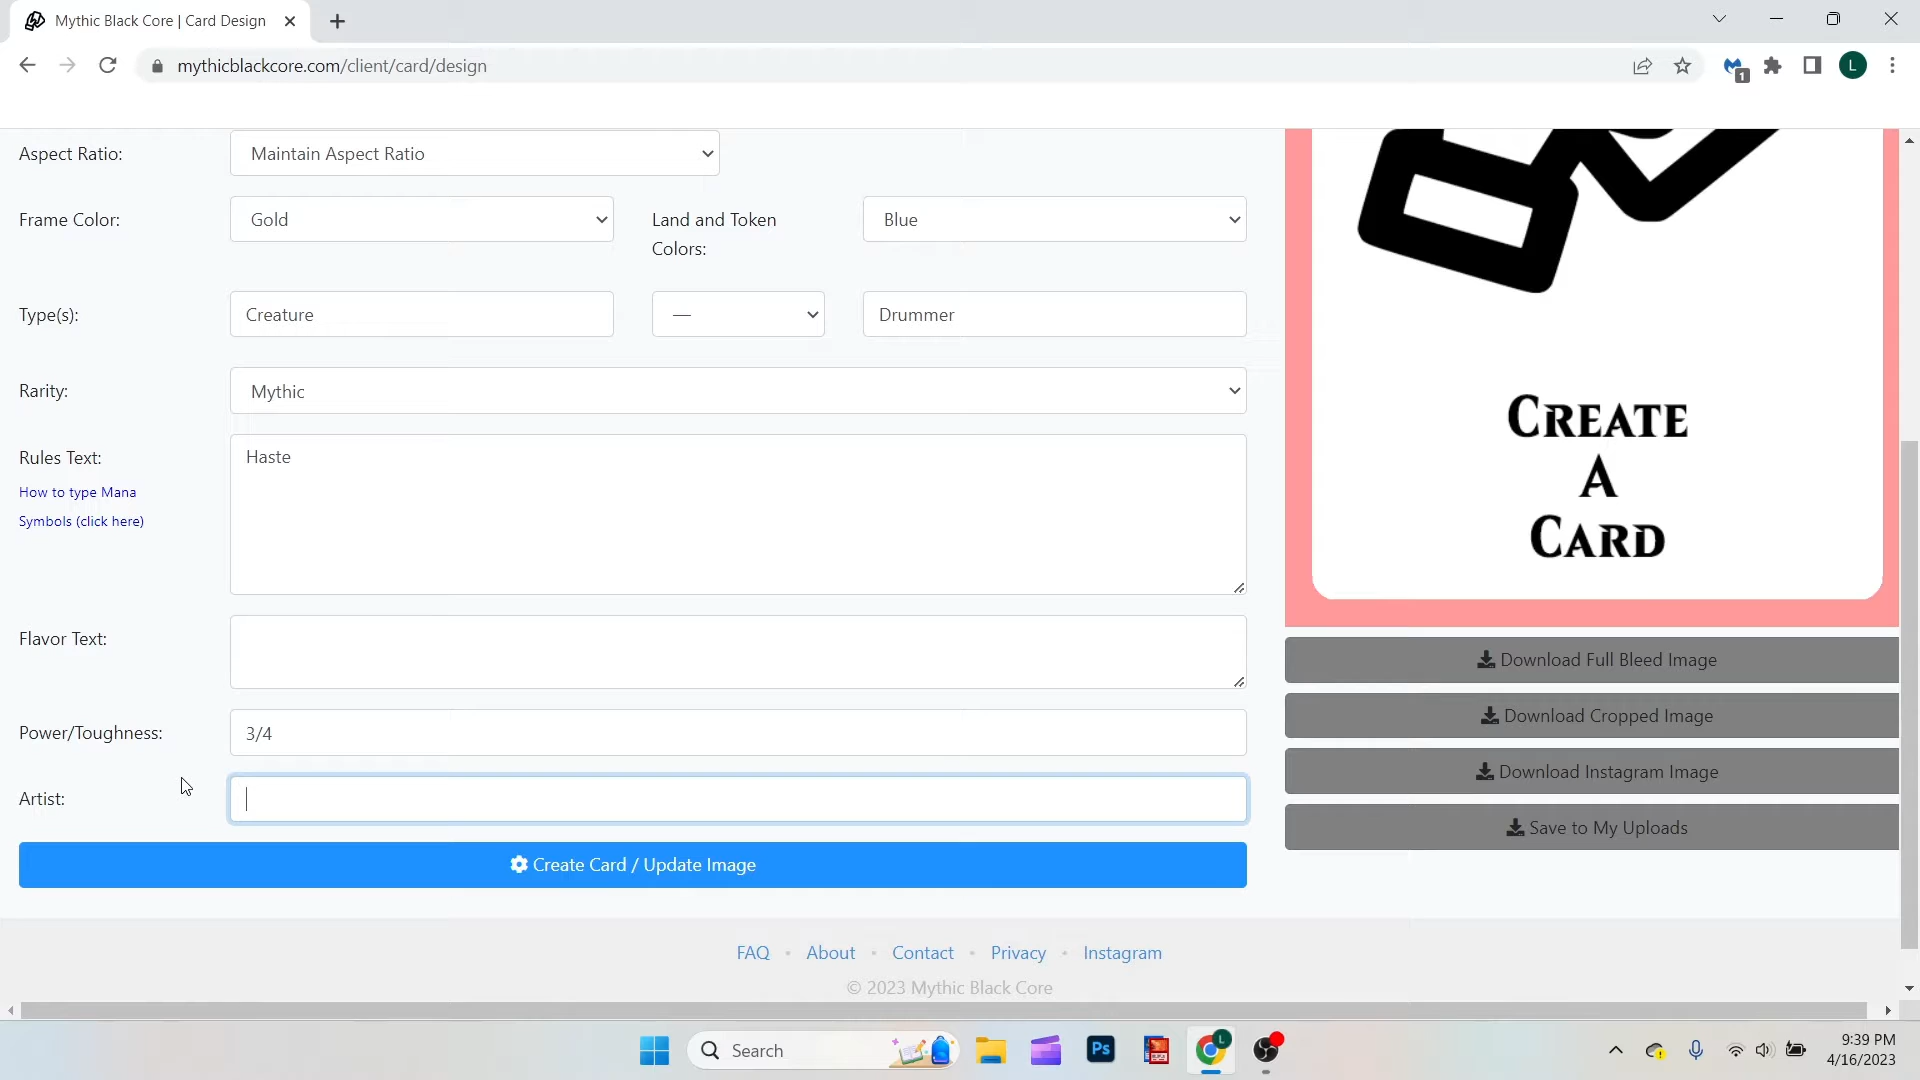 Mythic Black Core | Card Design
mythicblackcore.com/client/card/design
1
L
Aspect Ratio:
Maintain Aspect Ratio
Frame Color:
Gold
Land and Token
Colors:
Blue
Type(s):
Creature
—
Drummer
Rarity:
Mythic
Rules Text:
How to type Mana
Symbols (click here)
Haste
Flavor Text:
Power/Toughness:
3/4
Artist:
Create Card / Update Image
Create
A
Card
Download Full Bleed Image
Download Cropped Image
Download Instagram Image
Save to My Uploads
FAQ • About • Contact • Privacy • Instagram
© 2023 Mythic Black Core
Search
Ps
L
9:39 PM
4/16/2023